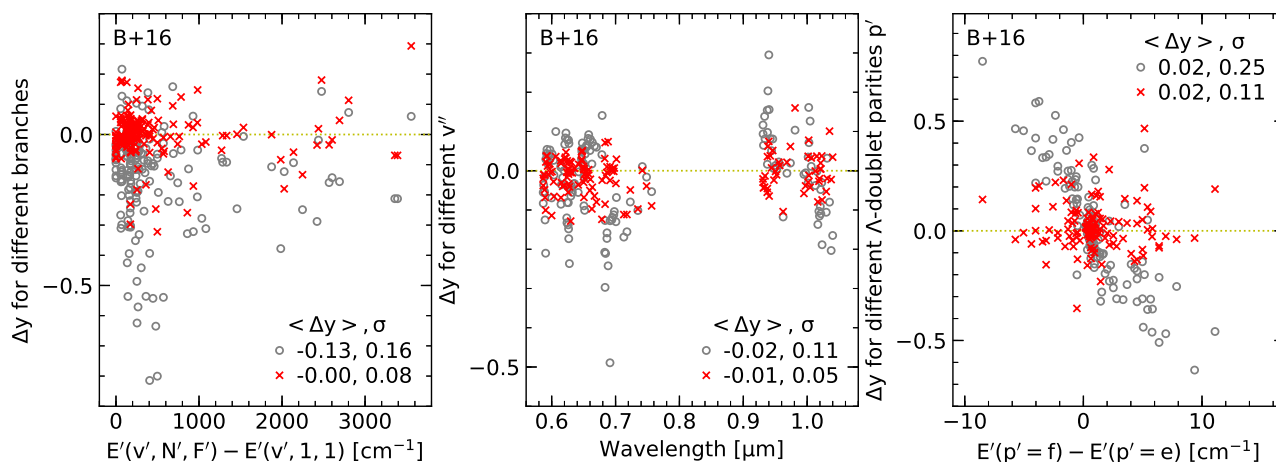 B+16
Δy for different branches
0.0
−0.5
< Δy > , σ
-0.13, 0.16
-0.00, 0.08
0 1000 2000 3000
E′(v′, N′, F′) − E′(v′, 1, 1) [cm⁻¹]
B+16
Δy for different v″
0.0
−0.5
< Δy > , σ
-0.02, 0.11
-0.01, 0.05
0.6 0.7 0.8 0.9 1.0
Wavelength [μm]
B+16
Δy for different Λ-doublet parities p′
0.5
0.0
−0.5
< Δy > , σ
0.02, 0.25
0.02, 0.11
−10 0 10
E′(p′ = f) − E′(p′ = e) [cm⁻¹]